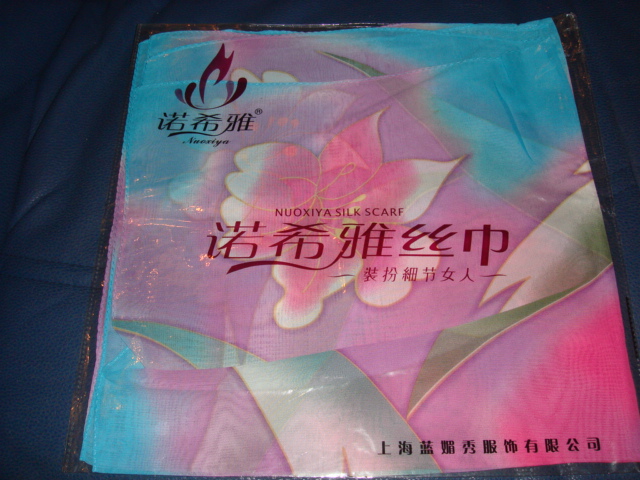 诺希雅®
Nuoxiya
NUOXIYA SILK SCARF
诺希雅丝巾
装扮細节女人
上海蓝媚秀服饰有限公司